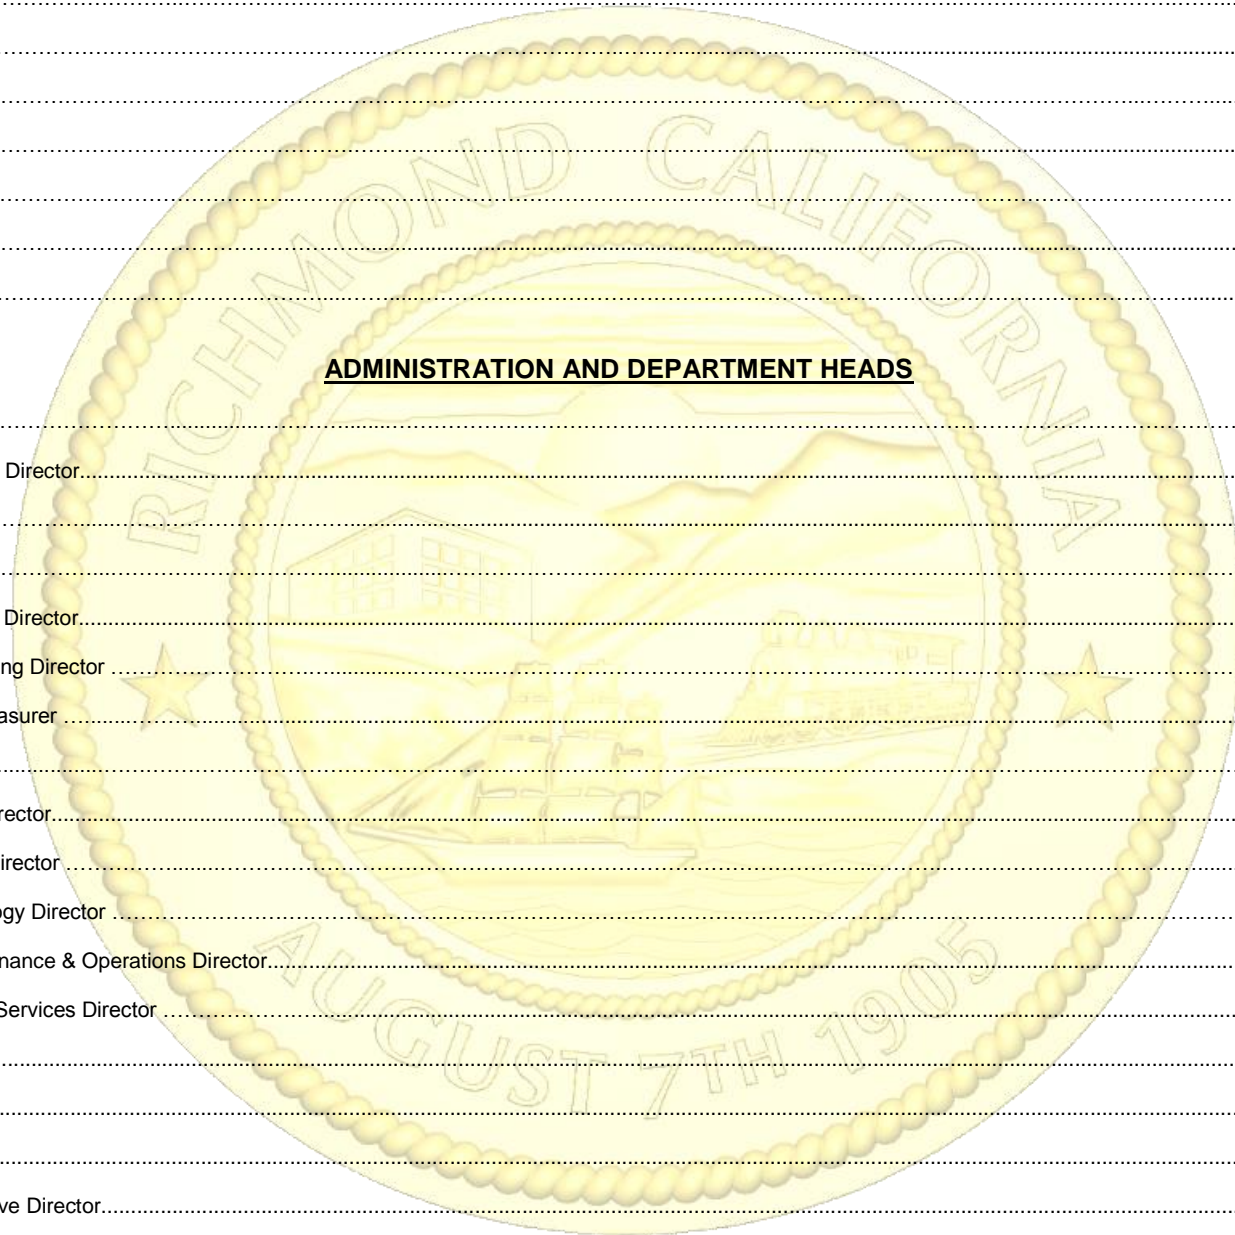 RICHMOND CALIFORNIA
ADMINISTRATION AND DEPARTMENT HEADS
Director
Director
ng Director
asurer
rector
irector
gy Director
nance & Operations Director
Services Director
ve Director
AUGUST 7TH 1905